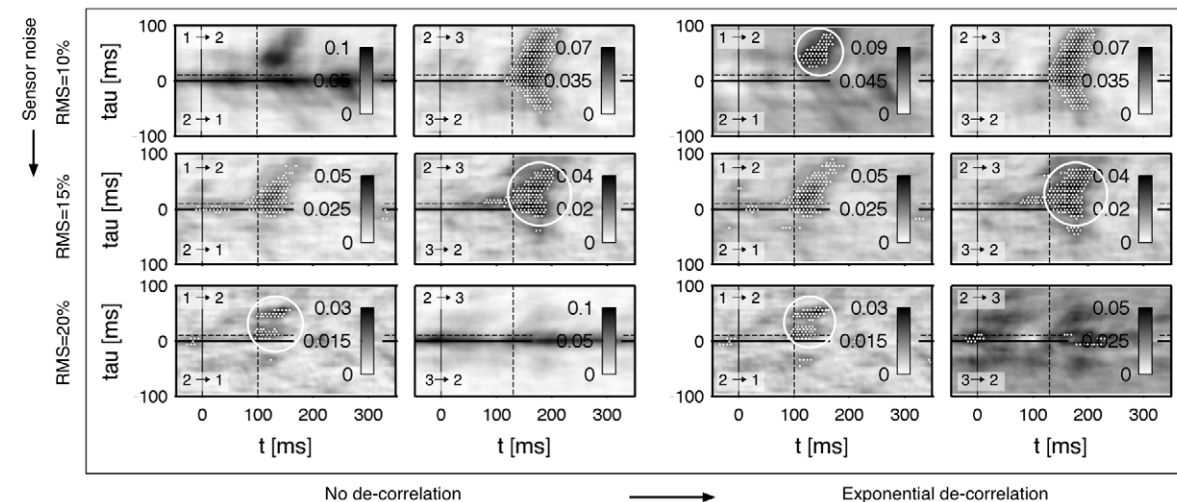 Sensor noise
RMS=10%
RMS=15%
RMS=20%
tau [ms]
100
0
100
1 → 2
2 → 1
0.1
0.05
0
2 → 3
3 → 2
0.07
0.035
0
1 → 2
2 → 1
0.09
0.045
0
2 → 3
3 → 2
0.07
0.035
0
tau [ms]
100
0
100
1 → 2
2 → 1
0.05
0.025
0
2 → 3
3 → 2
0.04
0.02
0
1 → 2
2 → 1
0.05
0.025
0
2 → 3
3 → 2
0.04
0.02
0
tau [ms]
100
0
-100
1 → 2
2 → 1
0.03
0.015
0
2 → 3
3 → 2
0.1
0.05
0
1 → 2
2 → 1
0.03
0.015
0
2 → 3
3 → 2
0.05
0.025
0
0 100 200 300 0 100 200 300 0 100 200 300 0 100 200 300
t [ms] t [ms] t [ms] t [ms]
No de-correlation → Exponential de-correlation